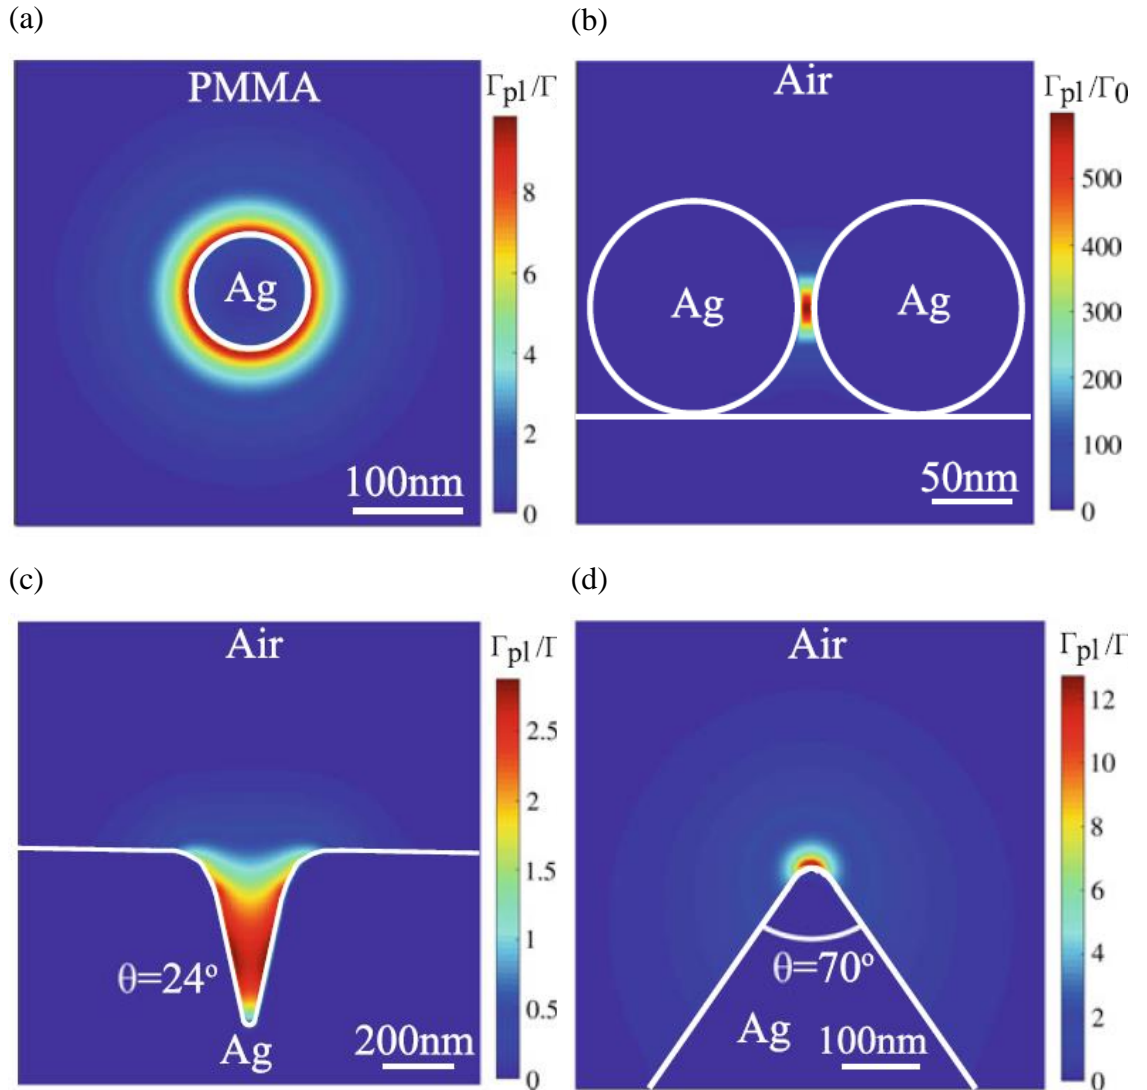 (a)
PMMA
Γpl/Γ
8
6
4
2
0
Ag
100nm
(b)
Air
Γpl/Γ0
500
400
300
200
100
0
Ag
Ag
50nm
(c)
Air
Γpl/Γ
2.5
2
1.5
1
0.5
0
θ=24°
Ag
200nm
(d)
Air
Γpl/Γ
12
10
8
6
4
2
0
θ=70°
Ag
100nm